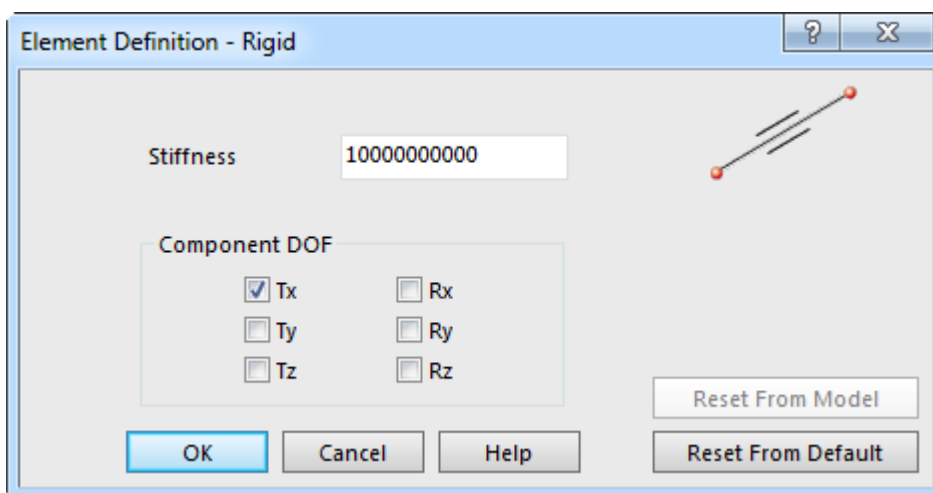 Element Definition - Rigid
Stiffness 10000000000
Component DOF
Tx Rx
Ty Ry
Tz Rz
Reset From Model
OK Cancel Help Reset From Default